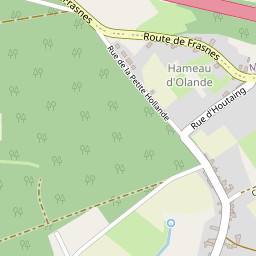 Frasnes
Route de Frasnes
Rue de la Petite Hollande
Hameau
d'Olande
Rue d'Houtaing